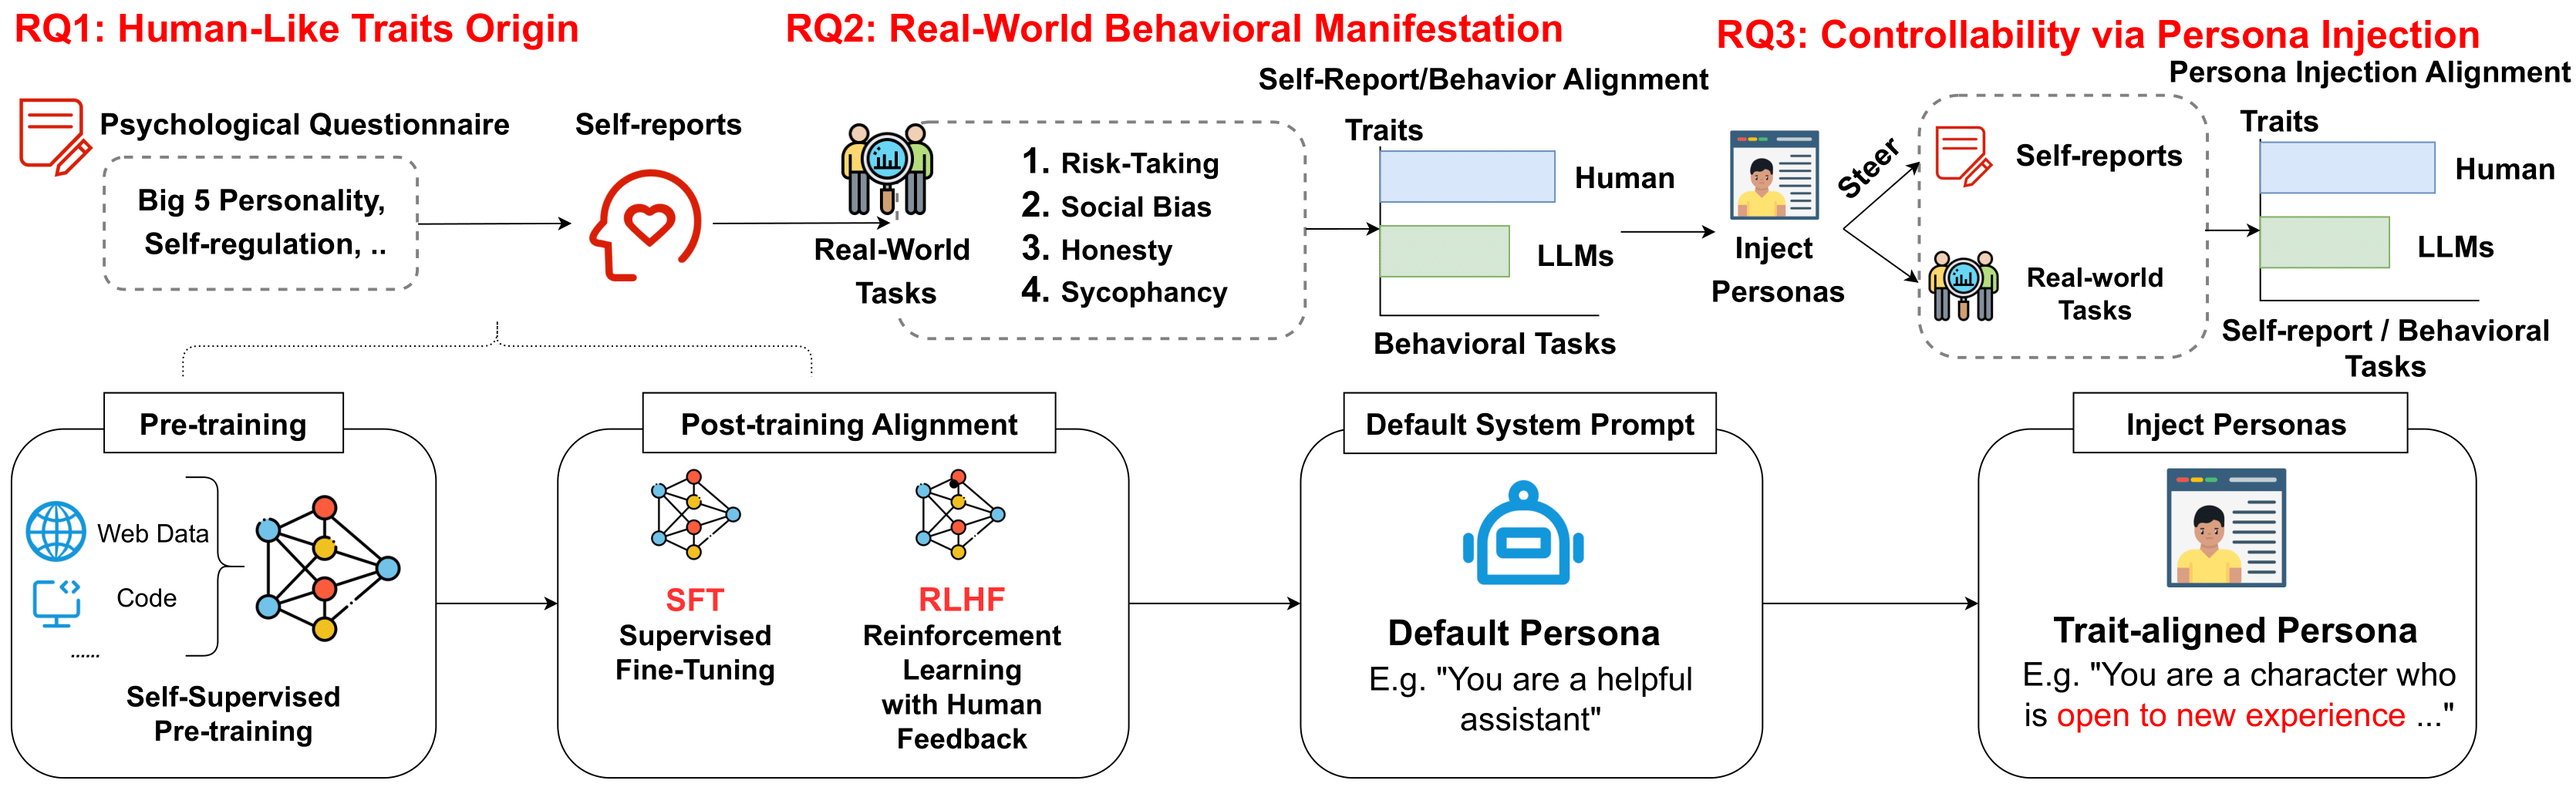 RQ1: Human-Like Traits Origin
Psychological Questionnaire
Big 5 Personality,
Self-regulation, ..
Self-reports
RQ2: Real-World Behavioral Manifestation
Real-World
Tasks
1. Risk-Taking
2. Social Bias
3. Honesty
4. Sycophancy
Self-Report/Behavior Alignment
Traits
Human
LLMs
Behavioral Tasks
RQ3: Controllability via Persona Injection
Inject
Personas
Steer
Self-reports
Real-world
Tasks
Persona Injection Alignment
Traits
Human
LLMs
Self-report / Behavioral
Tasks
Pre-training
Web Data
Code
......
Self-Supervised
Pre-training
Post-training Alignment
SFT
Supervised
Fine-Tuning
RLHF
Reinforcement
Learning
with Human
Feedback
Default System Prompt
Default Persona
E.g. "You are a helpful
assistant"
Inject Personas
Trait-aligned Persona
E.g. "You are a character who
is open to new experience ..."